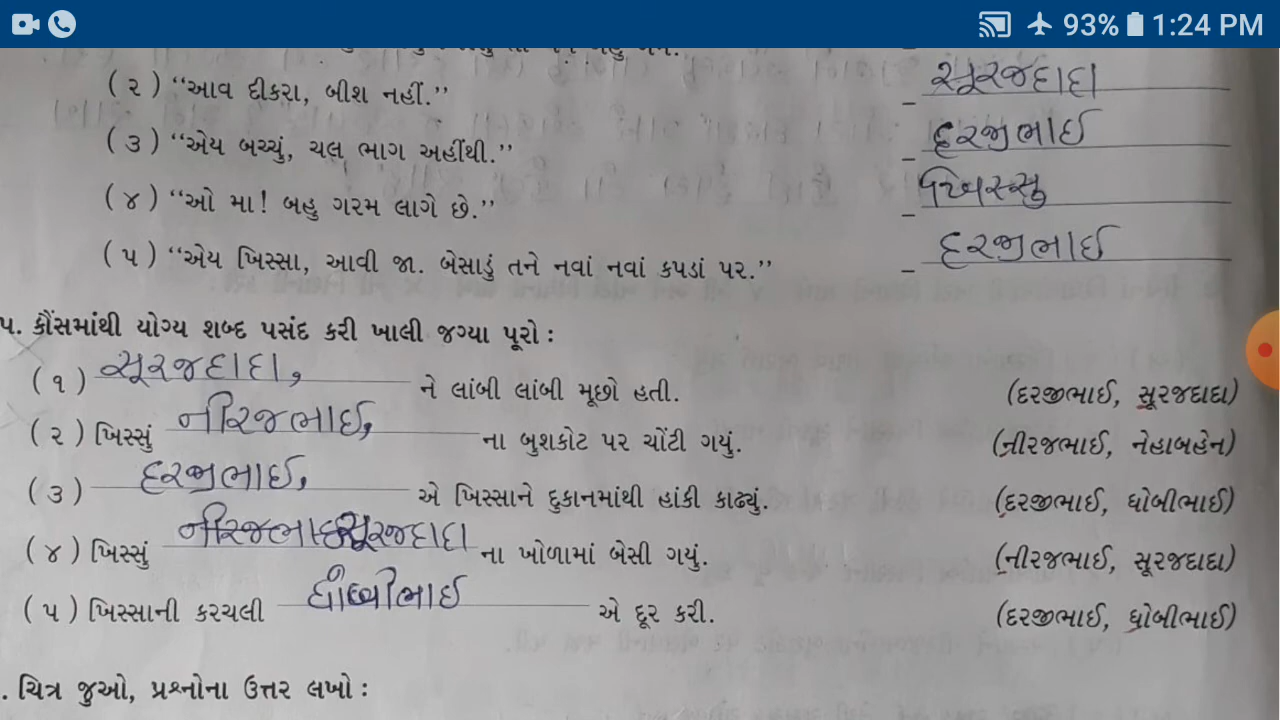 93% 1:24 PM
(૨) “આવ દીકરા, બીશ નહીં.” – સૂરજદાદા
(૩) “એય બચ્ચું, ચલ ભાગ અહીંથી.” – દરજીભાઈ
(૪) “ઓ મા! બહુ ગરમ લાગે છે.” – ખિસ્સુ
(૫) “એય ખિસ્સા, આવી જા. બેસાડું તને નવાં નવાં કપડાં પર.” – દરજીભાઈ
૫. કૌંસમાંથી યોગ્ય શબ્દ પસંદ કરી ખાલી જગ્યા પૂરો :
(૧) સૂરજદાદા, ને લાંબી લાંબી મૂછો હતી. (દરજીભાઈ, સૂરજદાદા)
(૨) ખિસ્સું નીરજભાઈ, ના બુશકોટ પર ચોંટી ગયું. (નીરજભાઈ, નેહાબહેન)
(૩) દરજીભાઈ, એ ખિસ્સાને દુકાનમાંથી હાંકી કાઢ્યું. (દરજીભાઈ, ધોબીભાઈ)
(૪) ખિસ્સું નીરજભાઈ સૂરજદાદા ના ખોળામાં બેસી ગયું. (નીરજભાઈ, સૂરજદાદા)
(૫) ખિસ્સાની કરચલી ધોબીભાઈ એ દૂર કરી. (દરજીભાઈ, ધોબીભાઈ)
. ચિત્ર જુઓ, પ્રશ્નોના ઉત્તર લખો :